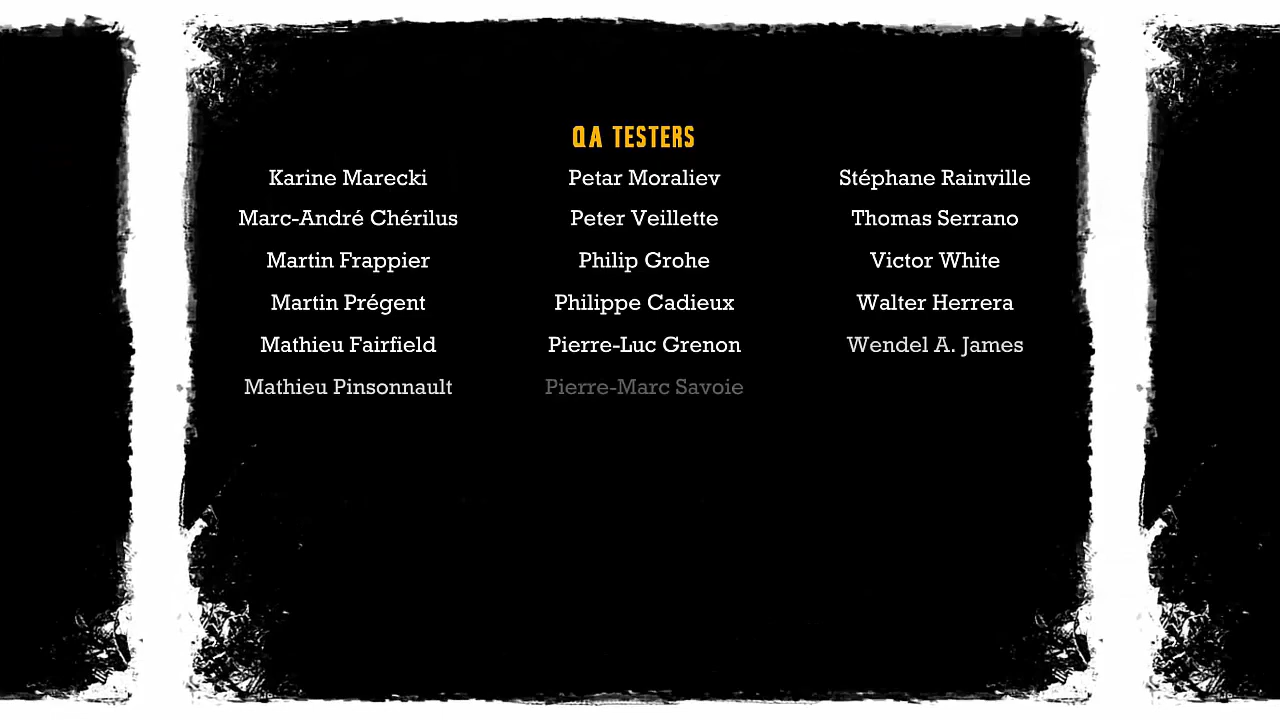 QA TESTERS
Karine Marecki
Marc-André Chérilus
Martin Frappier
Martin Prégent
Mathieu Fairfield
Mathieu Pinsonnault
Petar Moraliev
Peter Veillette
Philip Grohe
Philippe Cadieux
Pierre-Luc Grenon
Pierre-Marc Savoie
Stéphane Rainville
Thomas Serrano
Victor White
Walter Herrera
Wendel A. James